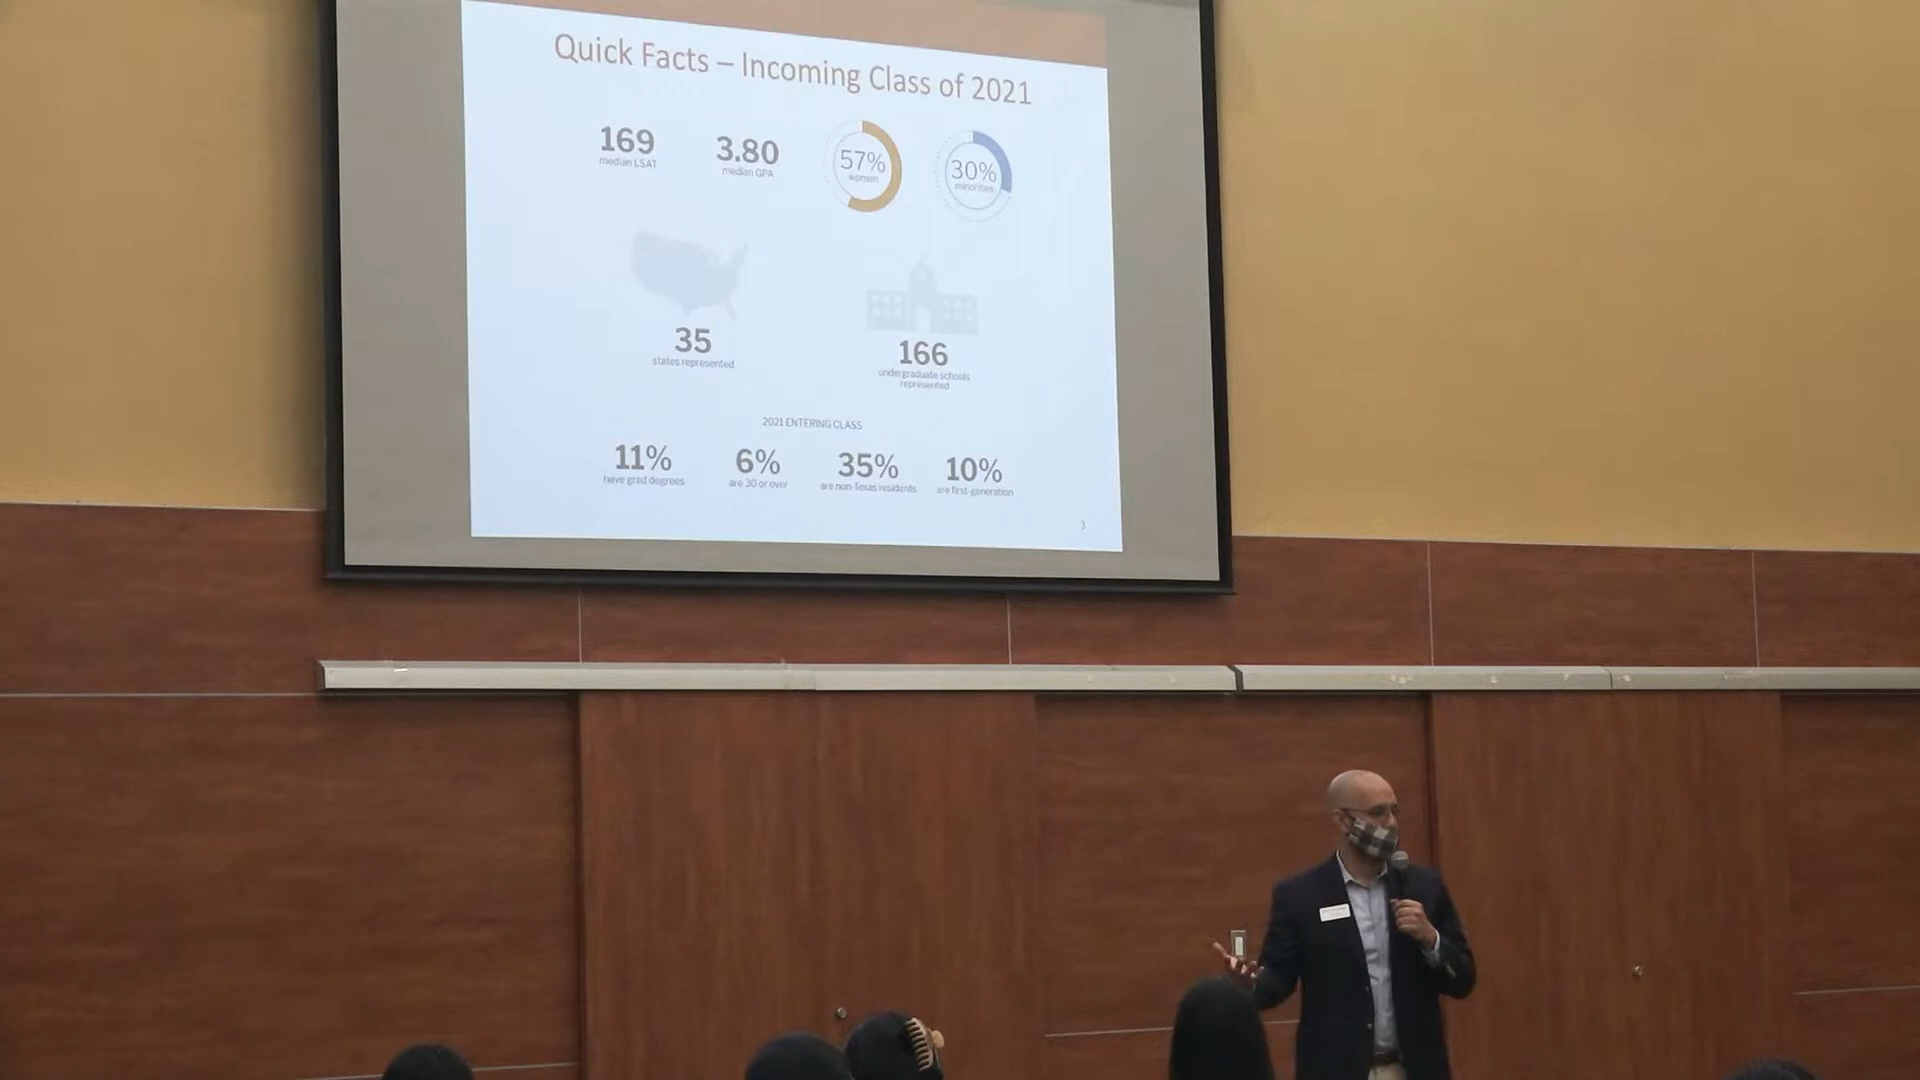 Quick Facts – Incoming Class of 2021
169
median LSAT
3.80
median GPA
57%
women
30%
minorities
35
states represented
166
undergraduate schools
represented
2021 ENTERING CLASS
11%
have grad degrees
6%
are 30 or over
35%
are non-Texas residents
10%
are first-generation
3